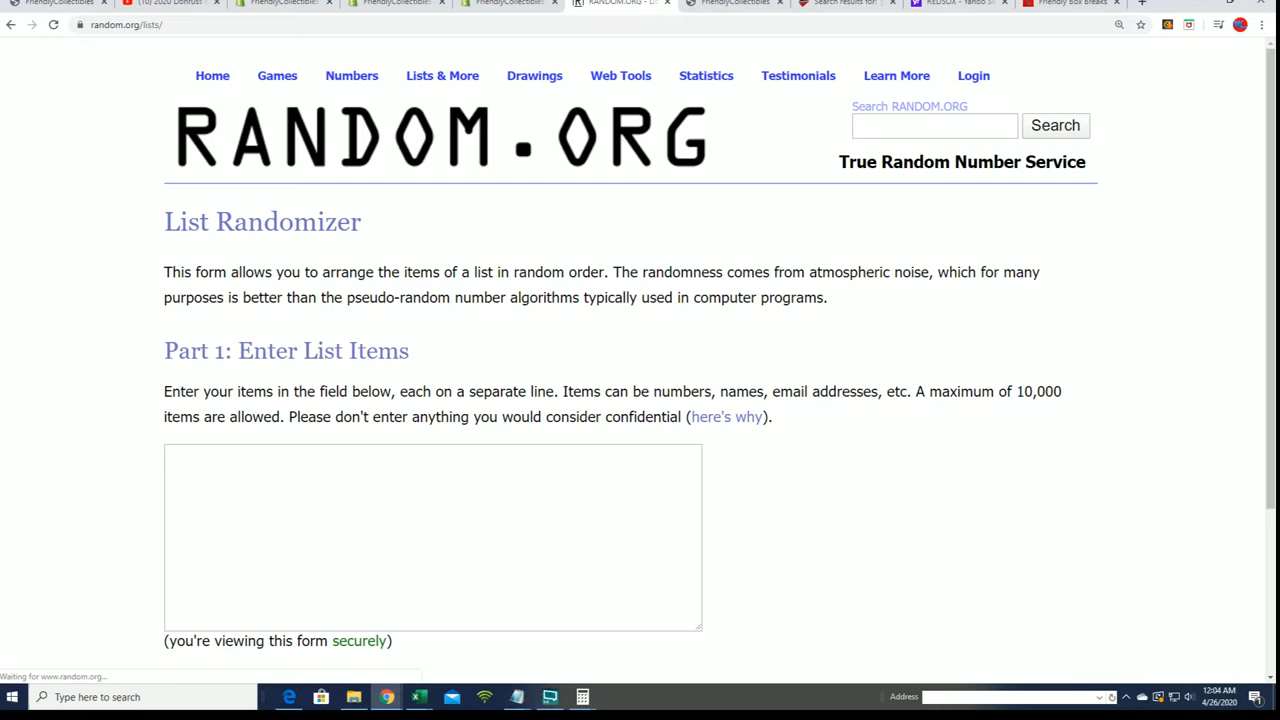 FriendlyCollectibles
(10) 2020 Donruss
FriendlyCollectibles
FriendlyCollectibles
FriendlyCollectibles
RANDOM.ORG
FriendlyCollectibles
Search results for:
REDSOX - Yahoo
Friendly Box Breaks
random.org/lists/
Home Games Numbers Lists & More Drawings Web Tools Statistics Testimonials Learn More Login
RANDOM.ORG
Search RANDOM.ORG
Search
True Random Number Service
List Randomizer
This form allows you to arrange the items of a list in random order. The randomness comes from atmospheric noise, which for many
purposes is better than the pseudo-random number algorithms typically used in computer programs.
Part 1: Enter List Items
Enter your items in the field below, each on a separate line. Items can be numbers, names, email addresses, etc. A maximum of 10,000
items are allowed. Please don't enter anything you would consider confidential (here's why).
(you're viewing this form securely)
Waiting for www.random.org...
Type here to search
Address
12:04 AM
4/26/2020